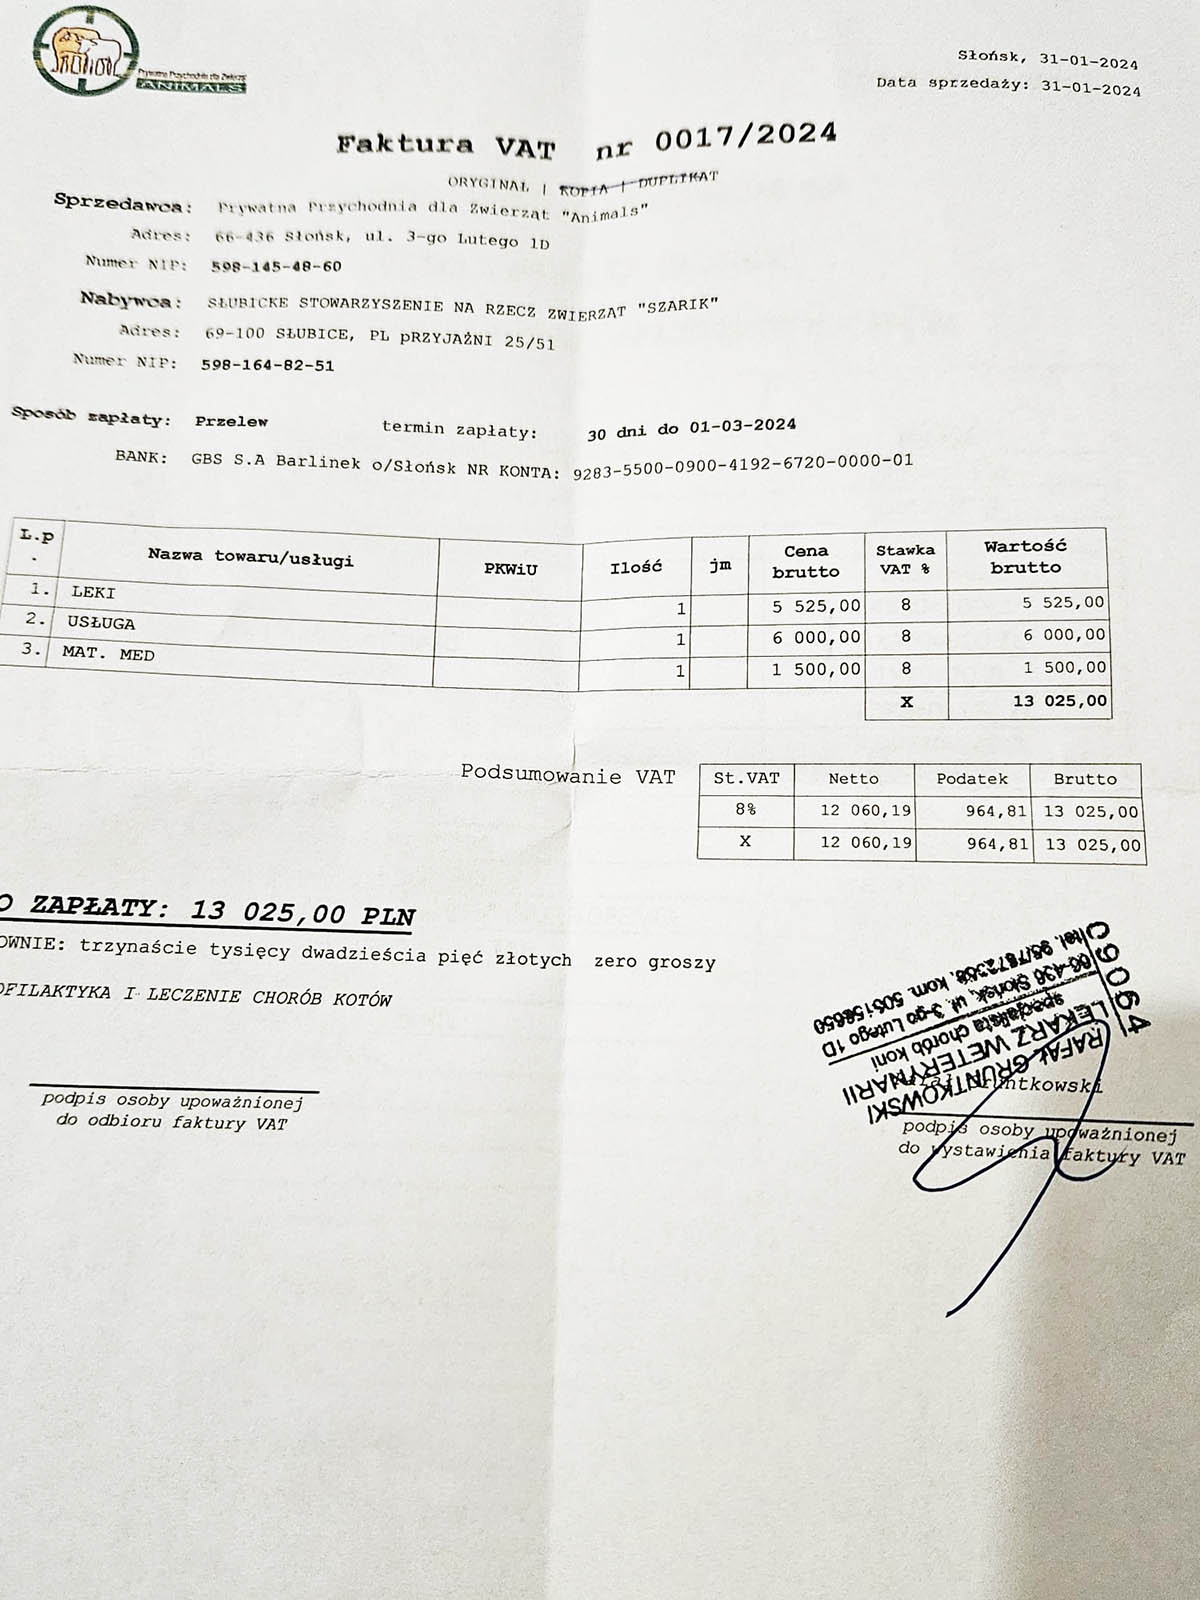 Prywatna Przychodnia dla Zwierząt
ANIMALS
Słońsk, 31-01-2024
Data sprzedaży: 31-01-2024
Faktura VAT nr 0017/2024
ORYGINAŁ | KOPIA | DUPLIKAT
Sprzedawca: Prywatna Przychodnia dla Zwierząt "Animals"
Adres: 66-436 Słońsk, ul. 3-go Lutego 1D
Numer NIP: 598-145-48-60
Nabywca: SŁUBICKE STOWARZYSZENIE NA RZECZ ZWIERZAT "SZARIK"
Adres: 69-100 SŁUBICE, PL pRZYJAŹNI 25/51
Numer NIP: 598-164-82-51
Sposób zapłaty: Przelew termin zapłaty: 30 dni do 01-03-2024
BANK: GBS S.A Barlinek o/Słońsk NR KONTA: 9283-5500-0900-4192-6720-0000-01
L.p. Nazwa towaru/usługi PKWiU Ilość jm Cena brutto Stawka VAT % Wartość brutto
1. LEKI 1 5 525,00 8 5 525,00
2. USŁUGA 1 6 000,00 8 6 000,00
3. MAT. MED 1 1 500,00 8 1 500,00
X 13 025,00
Podsumowanie VAT St.VAT Netto Podatek Brutto
8% 12 060,19 964,81 13 025,00
X 12 060,19 964,81 13 025,00
O ZAPŁATY: 13 025,00 PLN
OWNIE: trzynaście tysięcy dwadzieścia pięć złotych zero groszy
OFILAKTYKA I LECZENIE CHORÓB KOTÓW
RAFAŁ GRUNTKOWSKI
LEKARZ WETERYNARII
specjalista chorób koni
66-436 Słońsk, ul. 3-go Lutego 1D
C9064
podpis osoby upoważnionej
do odbioru faktury VAT
podpis osoby upoważnionej
do wystawienia faktury VAT